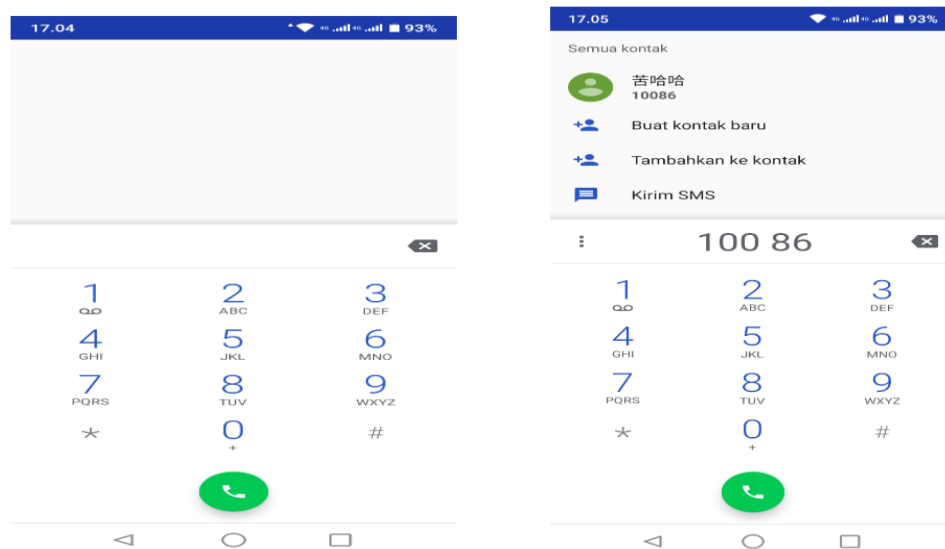 17.04
93%
1
2
ABC
3
DEF
4
GHI
5
JKL
6
MNO
7
PQRS
8
TUV
9
WXYZ
*
0
+
#
17.05
93%
Semua kontak
苦哈哈
10086
Buat kontak baru
Tambahkan ke kontak
Kirim SMS
100 86
1
2
ABC
3
DEF
4
GHI
5
JKL
6
MNO
7
PQRS
8
TUV
9
WXYZ
*
0
+
#